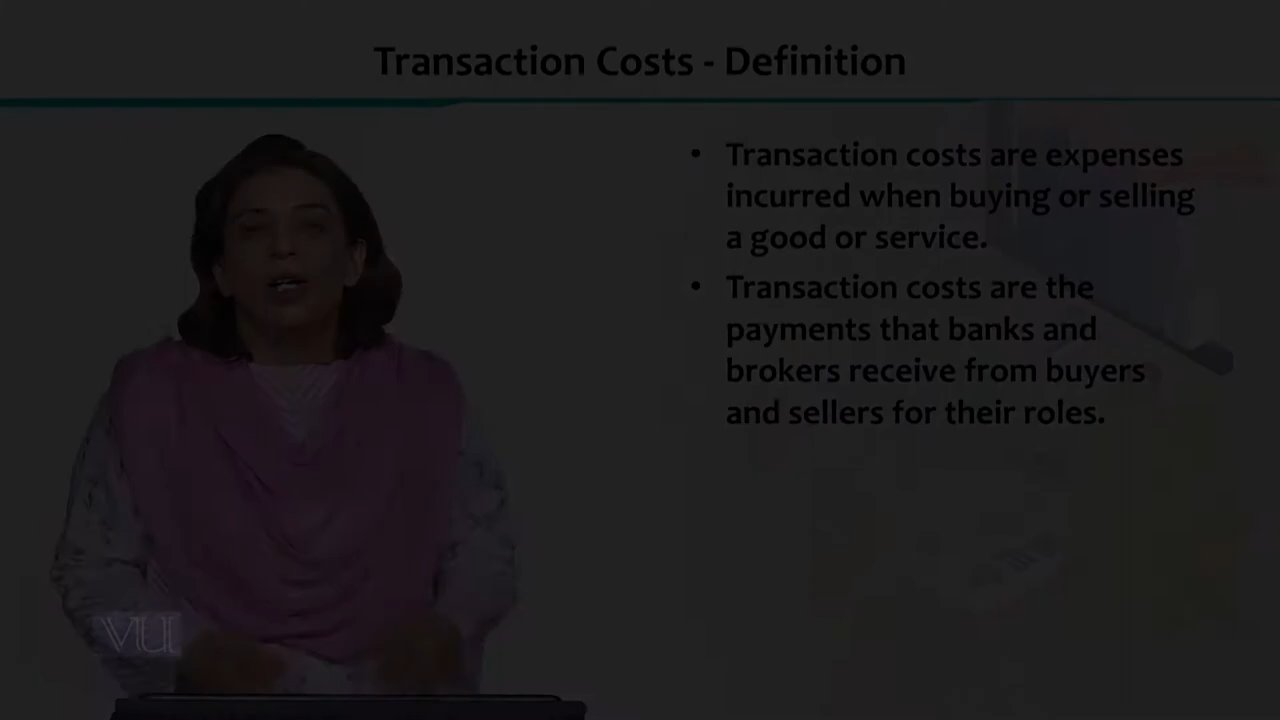 Transaction Costs - Definition
• Transaction costs are expenses
incurred when buying or selling
a good or service.
• Transaction costs are the
payments that banks and
brokers receive from buyers
and sellers for their roles.
VU